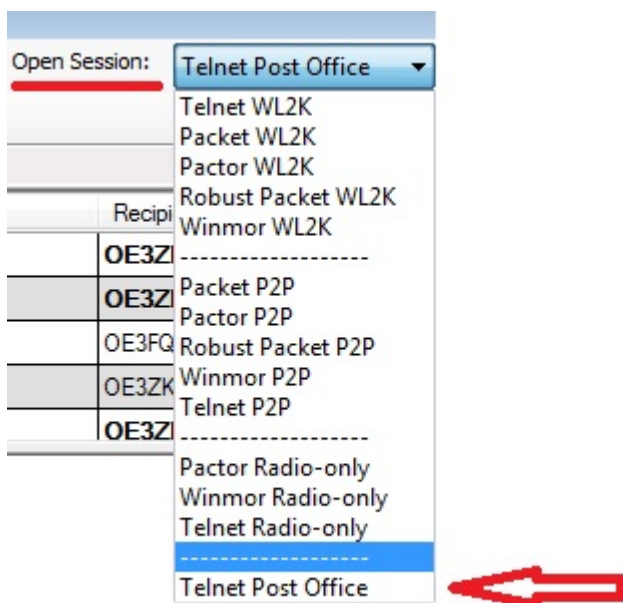 Open Session: Telnet Post Office
Telnet WL2K
Packet WL2K
Pactor WL2K
Robust Packet WL2K
Winmor WL2K
-------------------
Packet P2P
Pactor P2P
Robust Packet P2P
Winmor P2P
Telnet P2P
-------------------
Pactor Radio-only
Winmor Radio-only
Telnet Radio-only
-------------------
Telnet Post Office
Recipi
OE3Z
OE3Z
OE3FQ
OE3ZK
OE3Z